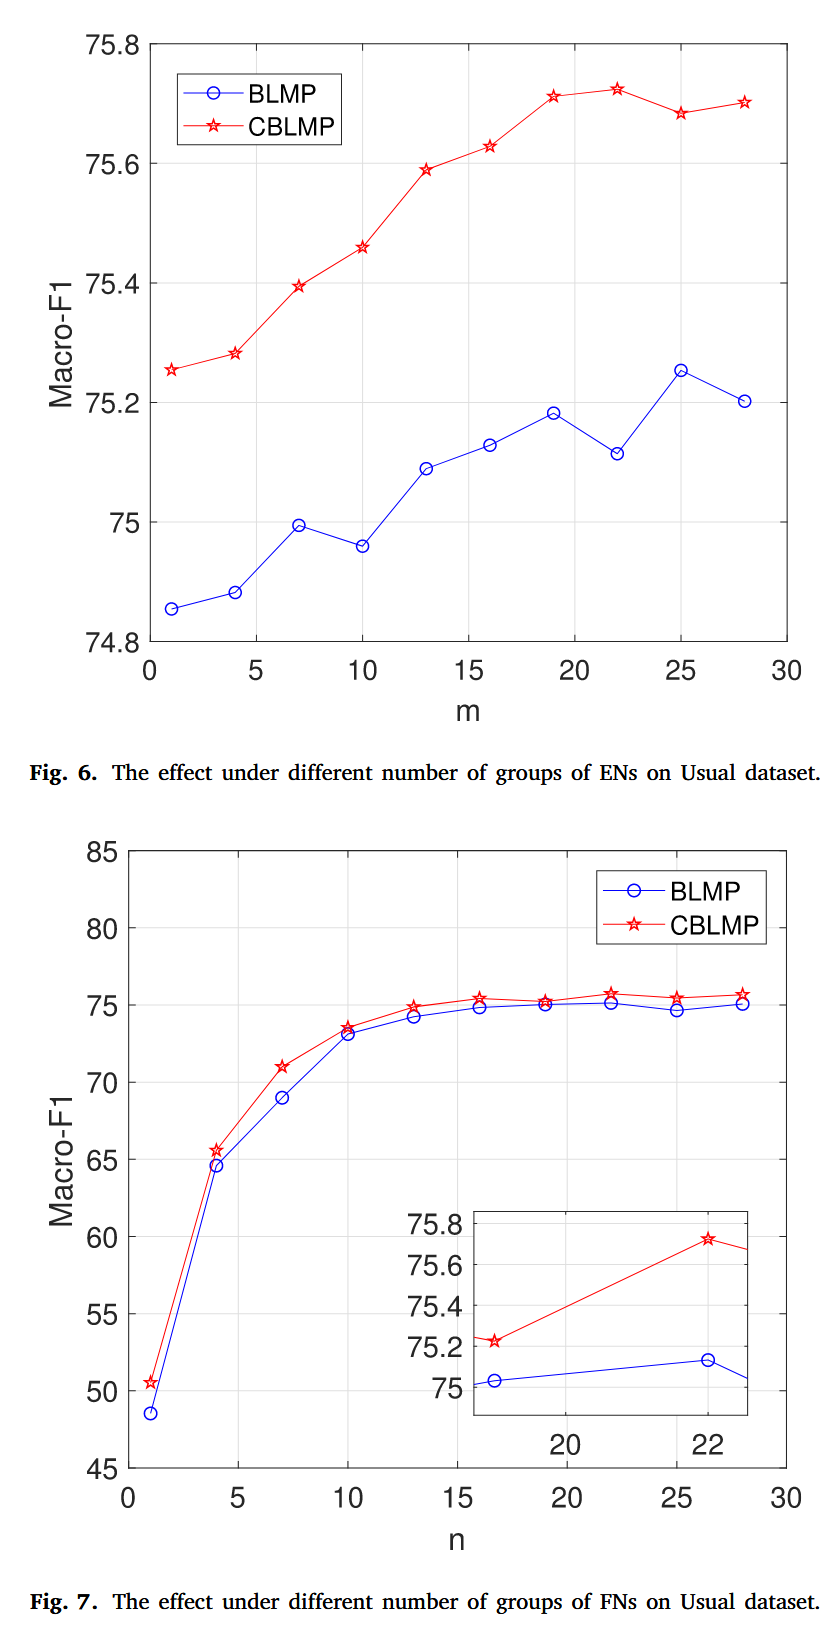 75.8
BLMP
CBLMP
75.6
75.4
Macro-F1
75.2
75
74.8
0 5 10 15 20 25 30
m
Fig. 6. The effect under different number of groups of ENs on Usual dataset.
85
BLMP
CBLMP
80
75
70
Macro-F1
65
60
55
50
45
75.8
75.6
75.4
75.2
75
20 22
0 5 10 15 20 25 30
n
Fig. 7. The effect under different number of groups of FNs on Usual dataset.